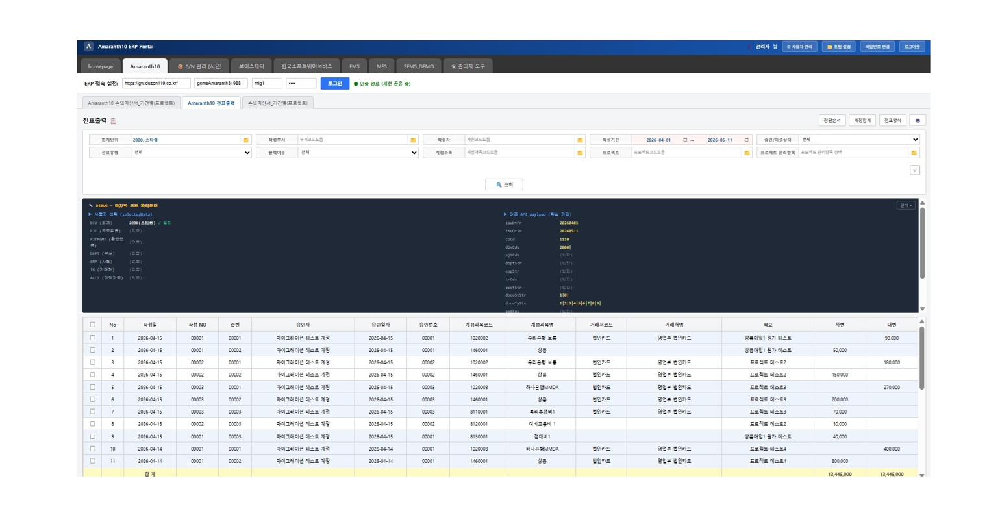 A Amaranth10 ERP Portal 관리자 님 사용자 관리 포털 설정 비밀번호 변경 로그아웃
homepage Amaranth10 S/N 관리 [시연] 보이스캐디 한국소프트웨어서비스 EMS MES SEMS_DEMO 관리자 도구
ERP 접속 설정: https://gw.duzon119.co.kr/ gcmsAmaranth31988 mig1 •••• 로그인 ● 인증 완료 (세션 공유 중)
Amaranth10 손익계산서_기간별(프로젝트) Amaranth10 전표출력 손익계산서_기간별(프로젝트)
전표출력 정렬순서 계정합계 전표양식
회계단위 2000. 스타썸 작성부서 부서코드도움 작성자 사원코드도움 작성기간 2026-04-01 ~ 2026-05-11 승인/미결상태 전체
전표유형 전체 출력여부 전체 계정과목 계정과목코드도움 프로젝트 프로젝트코드도움 프로젝트 관리항목 프로젝트 관리항목 선택
V
조회
DEBUG – 마지막 조회 파라미터 닫기 ×
▶ 사용자 선택 (selectedData) ▶ API payload
DIV (회계) 2000(스타썸) ✓ 일치 isuDtFr 20260401
PJT (프로젝트) (없음) isuDtTo 20260511
PJTMGMT (없음) coCd 1110
DEPT (부서) (없음) divCds 2000|
EMP (사원) (없음) pjtCds (빈값)
TR (거래처) (없음) deptStr (빈값)
ACCT (계정과목) (없음) empStr (빈값)
trCds (빈값)
acctStr (빈값)
docuStStr 1|0|
docuTyStr 1|2|3|4|5|6|7|8|9|
No 작성일 작성 NO 순번 승인자 승인일자 승인번호 계정과목코드 계정과목명 거래처코드 거래처명 적요 차변 대변
1 2026-04-15 00001 00001 마이그레이션 테스트 계정 2026-04-15 00001 1020002 우리은행 보통 법인카드 영업부 법인카드 상품매입1 원가 테스트 90,000
2 2026-04-15 00001 00002 마이그레이션 테스트 계정 2026-04-15 00001 1460001 상품 상품매입1 원가 테스트 50,000
3 2026-04-15 00002 00001 마이그레이션 테스트 계정 2026-04-15 00002 1020002 우리은행 보통 법인카드 영업부 법인카드 프로젝트 테스트2 180,000
4 2026-04-15 00002 00002 마이그레이션 테스트 계정 2026-04-15 00002 1460001 상품 법인카드 영업부 법인카드 프로젝트 테스트2 150,000
5 2026-04-15 00003 00001 마이그레이션 테스트 계정 2026-04-15 00003 1020003 하나은행MMDA 법인카드 영업부 법인카드 프로젝트 테스트3 270,000
6 2026-04-15 00003 00002 마이그레이션 테스트 계정 2026-04-15 00003 1460001 상품 법인카드 영업부 법인카드 프로젝트 테스트3 200,000
7 2026-04-15 00003 00003 마이그레이션 테스트 계정 2026-04-15 00003 8110001 복리후생비1 법인카드 영업부 법인카드 프로젝트 테스트3 70,000
8 2026-04-15 00002 00003 마이그레이션 테스트 계정 2026-04-15 00002 8120001 여비교통비 1 프로젝트 테스트2 30,000
9 2026-04-15 00001 00003 마이그레이션 테스트 계정 2026-04-15 00001 8130001 접대비1 상품매입1 원가 테스트 40,000
10 2026-04-14 00001 00001 마이그레이션 테스트 계정 2026-04-14 00001 1020003 하나은행MMDA 법인카드 영업부 법인카드 프로젝트 테스트4 400,000
11 2026-04-14 00001 00002 마이그레이션 테스트 계정 2026-04-14 00001 1460001 상품 법인카드 영업부 법인카드 프로젝트 테스트4 300,000
합 계 13,445,000 13,445,000